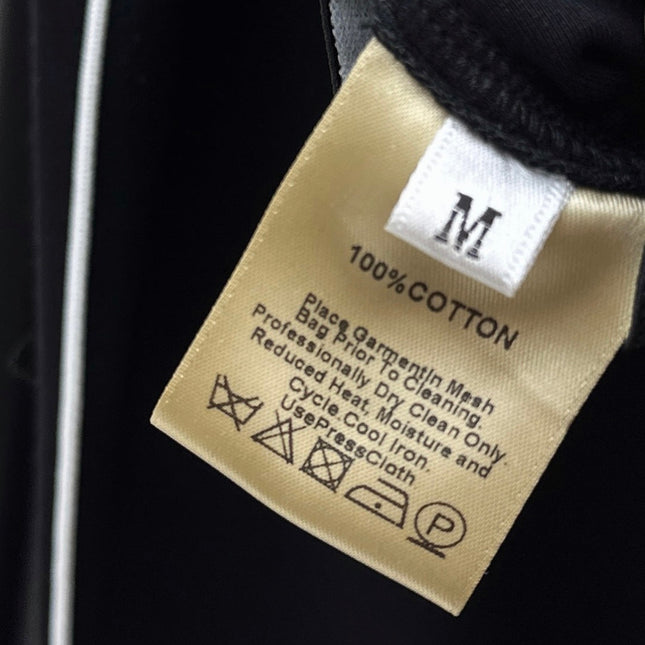 M
100%COTTON
Place GarmentIn Mesh
Bag Prior To Cleaning.
Professionally Dry Clean Only.
Reduced Heat, Moisture and
Cycle.Cool Iron.
UsePressCloth
P